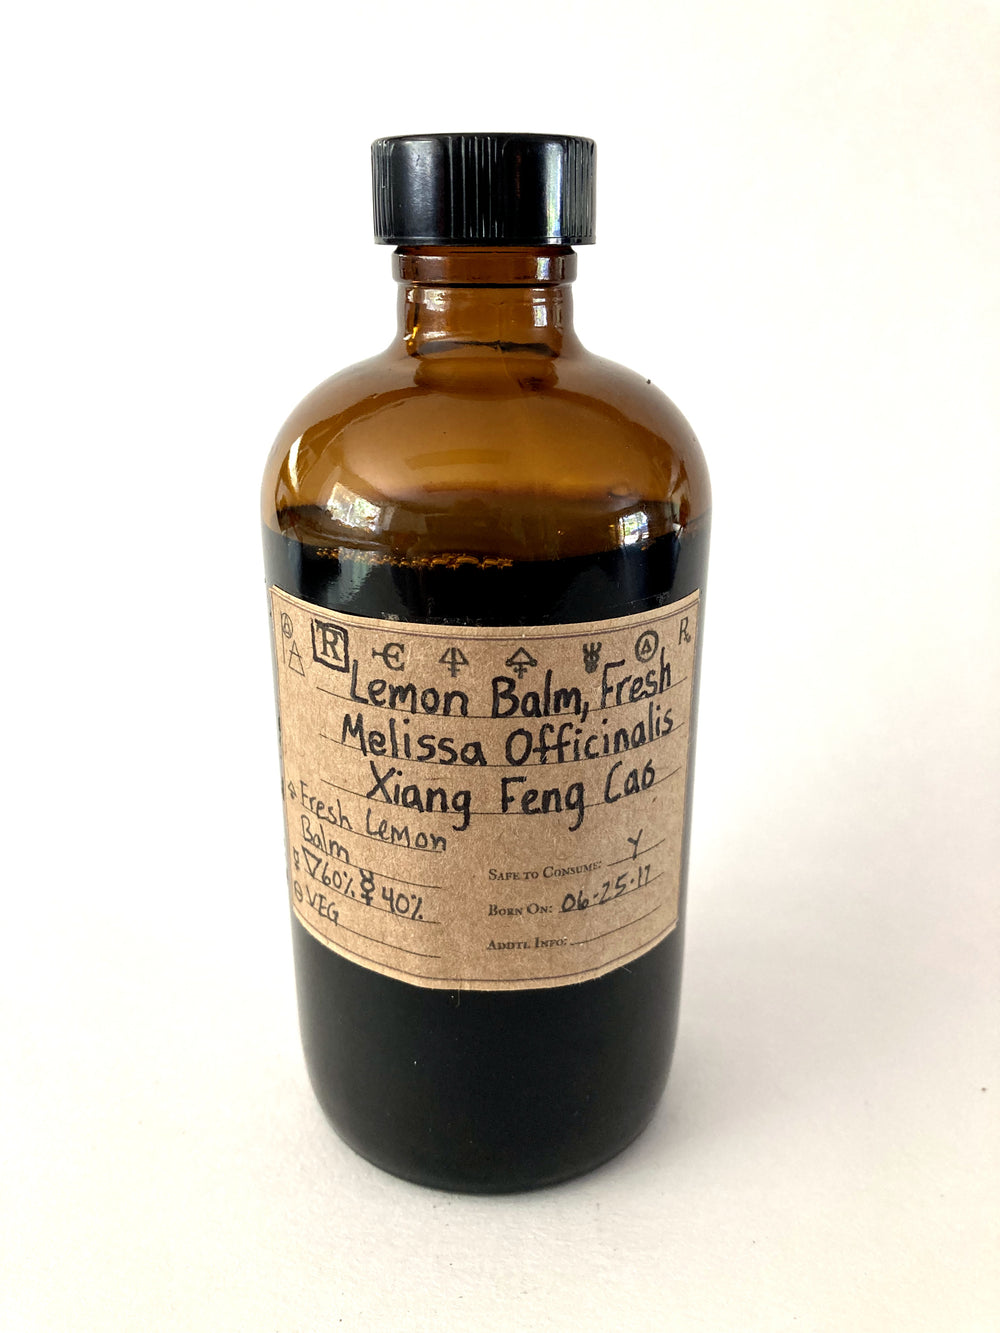 R ℞
Lemon Balm, Fresh
Melissa Officinalis
Xiang Feng Cao
Fresh Lemon
Balm
🜄60% ☿ 40%
VEG
SAFE TO CONSUME: Y
BORN ON: 06-25-17
ADDTL INFO: